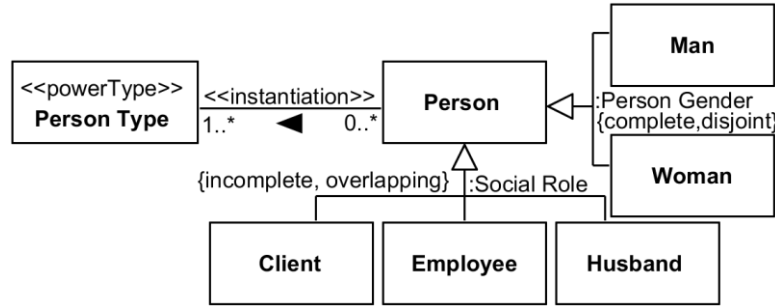 Man
<<powerType>>
Person Type
<<instantiation>>
1..*
0..*
Person
:Person Gender
{complete,disjoint}
Woman
{incomplete, overlapping}
:Social Role
Client
Employee
Husband